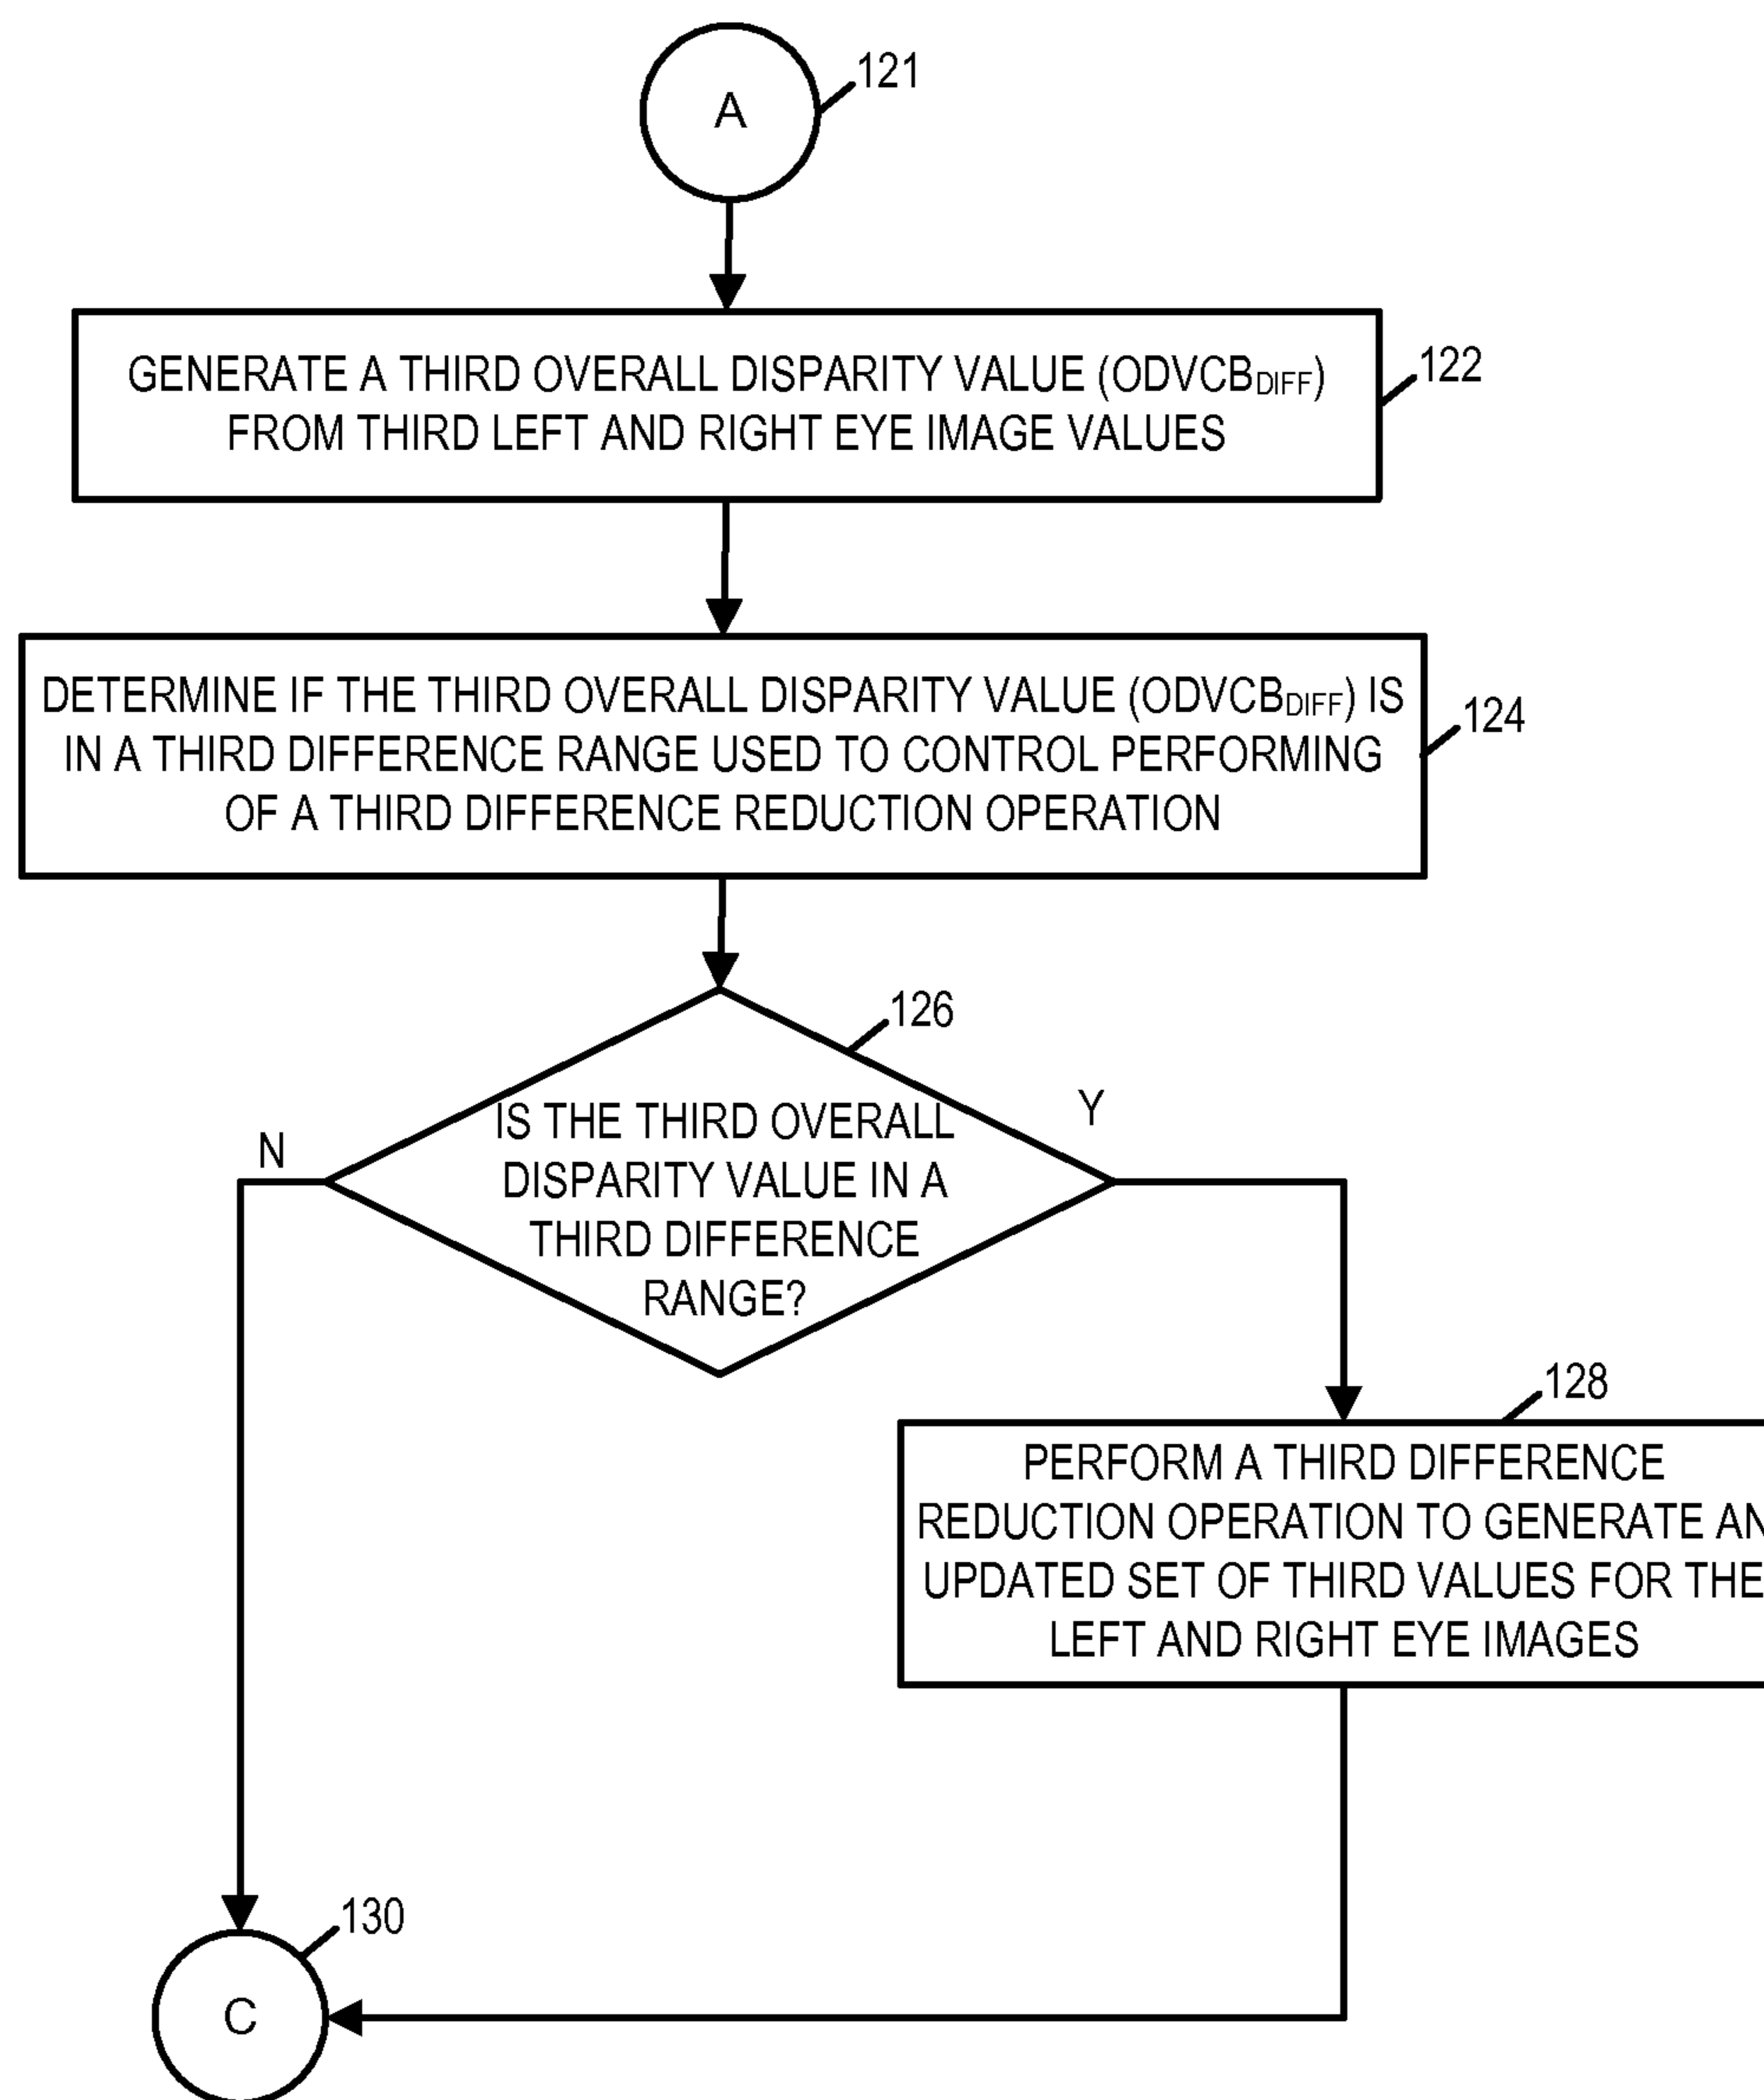 A
121
GENERATE A THIRD OVERALL DISPARITY VALUE (ODVCBDIFF)
FROM THIRD LEFT AND RIGHT EYE IMAGE VALUES
122
DETERMINE IF THE THIRD OVERALL DISPARITY VALUE (ODVCBDIFF) IS
IN A THIRD DIFFERENCE RANGE USED TO CONTROL PERFORMING
OF A THIRD DIFFERENCE REDUCTION OPERATION
124
126
IS THE THIRD OVERALL
DISPARITY VALUE IN A
THIRD DIFFERENCE
RANGE?
N
Y
128
PERFORM A THIRD DIFFERENCE
REDUCTION OPERATION TO GENERATE AN
UPDATED SET OF THIRD VALUES FOR THE
LEFT AND RIGHT EYE IMAGES
130
C